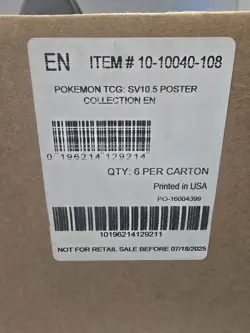 EN ITEM # 10-10040-108
POKEMON TCG: SV10.5 POSTER
COLLECTION EN
0 196214 129214
QTY: 6 PER CARTON
Printed in USA
PO-16004399
10196214129211
NOT FOR RETAIL SALE BEFORE 07/18/2025